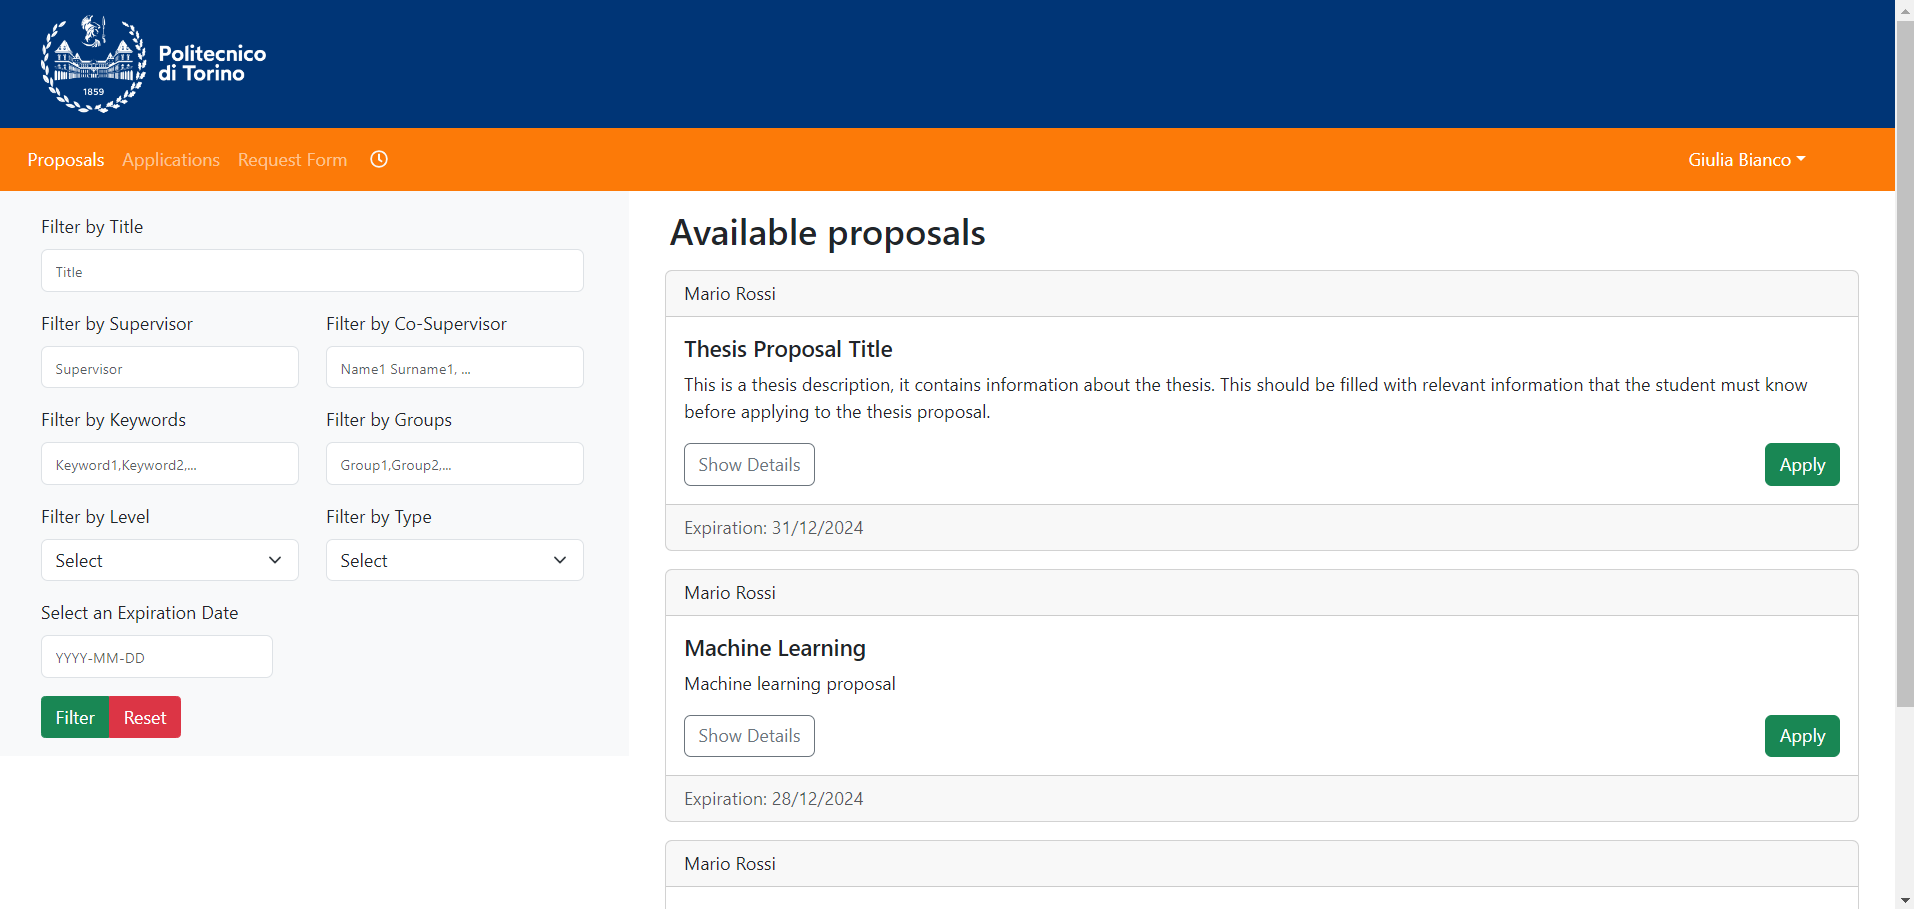 Politecnico
di Torino
1859
Proposals Applications Request Form Giulia Bianco
Filter by Title
Title
Filter by Supervisor Filter by Co-Supervisor
Supervisor Name1 Surname1, ...
Filter by Keywords Filter by Groups
Keyword1,Keyword2,... Group1,Group2,...
Filter by Level Filter by Type
Select Select
Select an Expiration Date
YYYY-MM-DD
Filter Reset
Available proposals
Mario Rossi
Thesis Proposal Title
This is a thesis description, it contains information about the thesis. This should be filled with relevant information that the student must know
before applying to the thesis proposal.
Show Details Apply
Expiration: 31/12/2024
Mario Rossi
Machine Learning
Machine learning proposal
Show Details Apply
Expiration: 28/12/2024
Mario Rossi